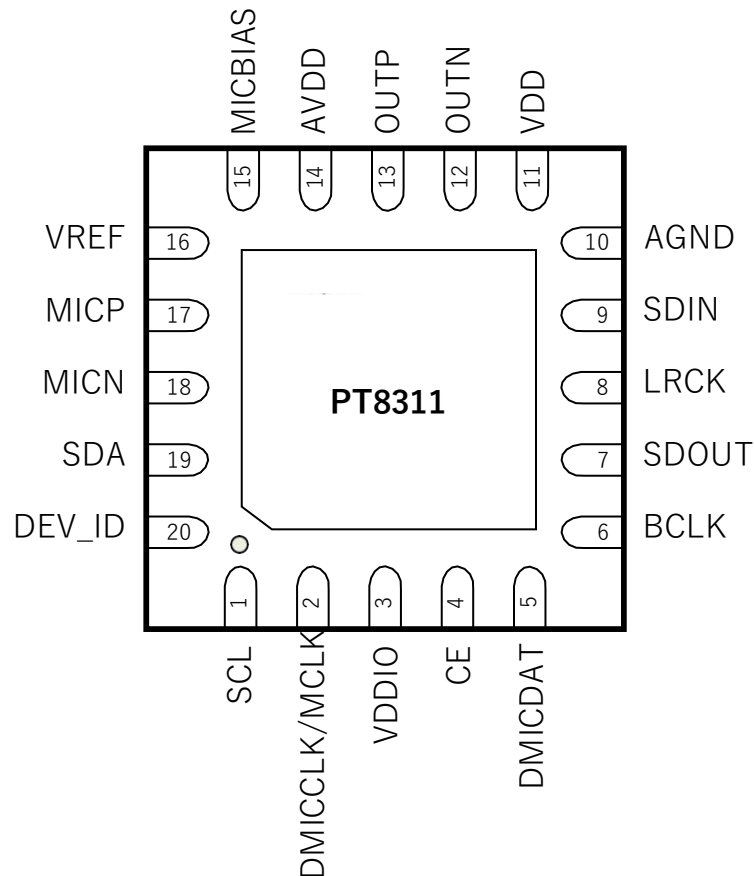 MICBIAS
AVDD
OUTP
OUTN
VDD
15
14
13
12
11
VREF 16
10 AGND
MICP 17
9 SDIN
MICN 18
8 LRCK
PT8311
SDA 19
7 SDOUT
DEV_ID 20
6 BCLK
1
2
3
4
5
SCL
DMICCLK/MCLK
VDDIO
CE
DMICDAT